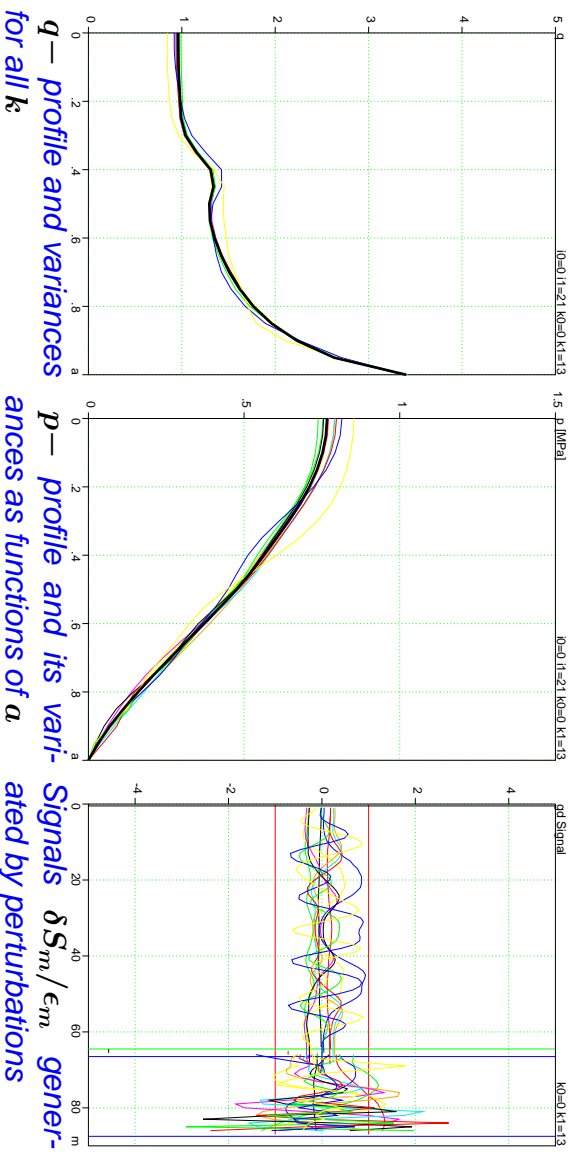 q
i0=0 i1=21 k0=0 k1=13
5
4
3
2
1
0
0 .2 .4 .6 .8 a
q— profile and variances
for all k
p [MPa]
i0=0 i1=21 k0=0 k1=13
1.5
1
.5
0
0 .2 .4 .6 .8 a
p— profile and its vari-
ances as functions of a
qd Signal
k0=0 k1=13
4
2
0
-2
-4
0 20 40 60 80 m
Signals δS_m/ϵ_m gener-
ated by perturbations